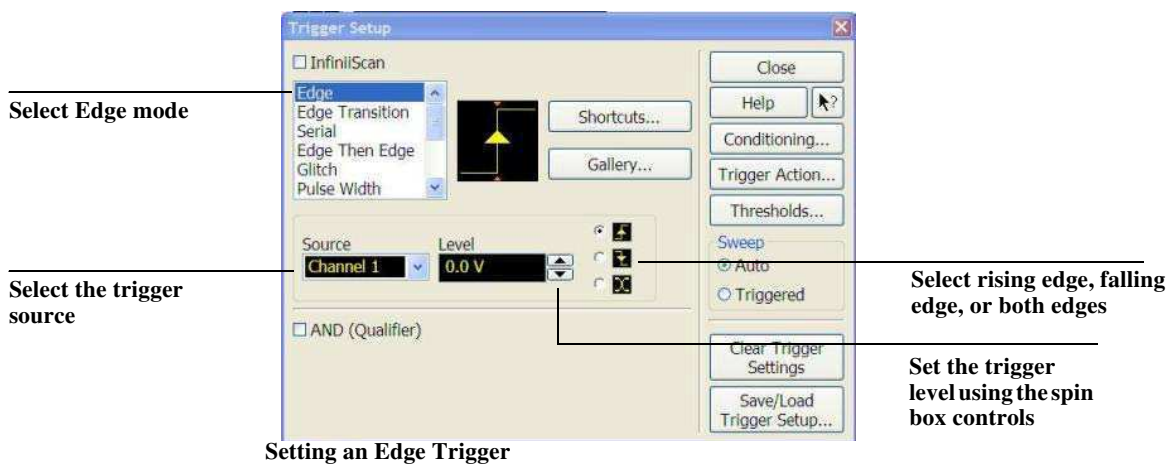 Trigger Setup
InfiniiScan
Edge
Edge Transition
Serial
Edge Then Edge
Glitch
Pulse Width
Shortcuts...
Gallery...
Source
Channel 1
Level
0.0 V
AND (Qualifier)
Close
Help
?
Conditioning...
Trigger Action...
Thresholds...
Sweep
Auto
Triggered
Clear Trigger
Settings
Save/Load
Trigger Setup...
Select Edge mode
Select the trigger
source
Select rising edge, falling
edge, or both edges
Set the trigger
level using the spin
box controls
Setting an Edge Trigger